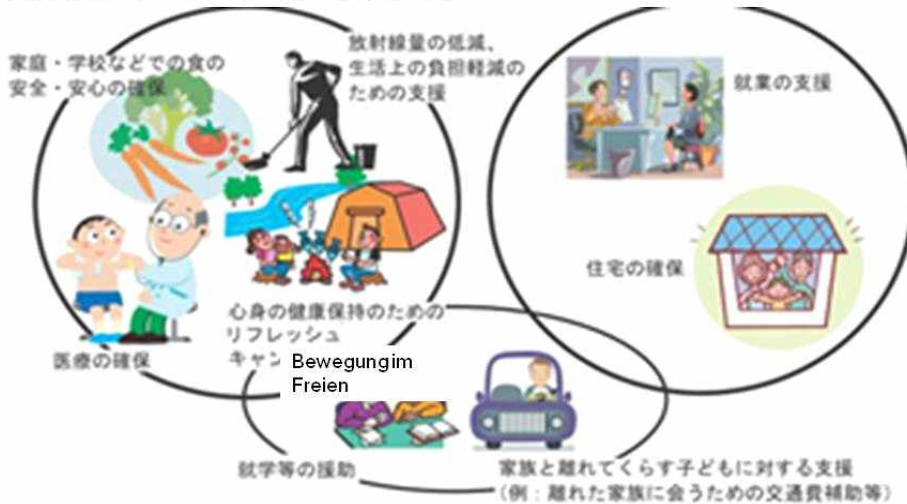 家庭・学校などでの食の
安全・安心の確保
放射線量の低減、
生活上の負担軽減の
ための支援
就業の支援
住宅の確保
医療の確保
心身の健康保持のための
リフレッシュ
キャン
Bewegungim
Freien
就学等の援助
家族と離れてくらす子どもに対する支援
（例：離れた家族に会うための交通費補助等）